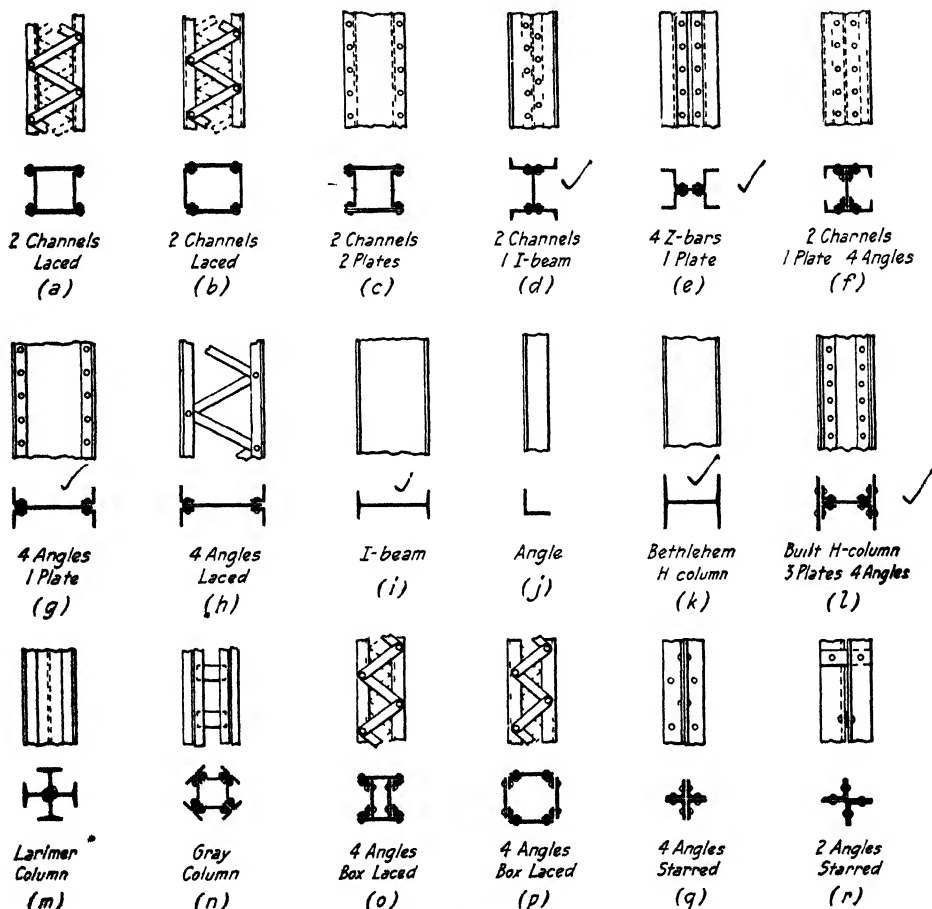 2 Channels
Laced
(a)
2 Channels
Laced
(b)
2 Channels
2 Plates
(c)
2 Channels
1 I-beam
(d)
4 Z-bars
1 Plate
(e)
2 Channels
1 Plate 4 Angles
(f)
4 Angles
1 Plate
(g)
4 Angles
Laced
(h)
I-beam
(i)
Angle
(j)
Bethlehem
H column
(k)
Built H-column
3 Plates 4 Angles
(l)
Larimer *
Column
(m)
Gray
Column
(n)
4 Angles
Box Laced
(o)
4 Angles
Box Laced
(p)
4 Angles
Starred
(q)
2 Angles
Starred
(r)